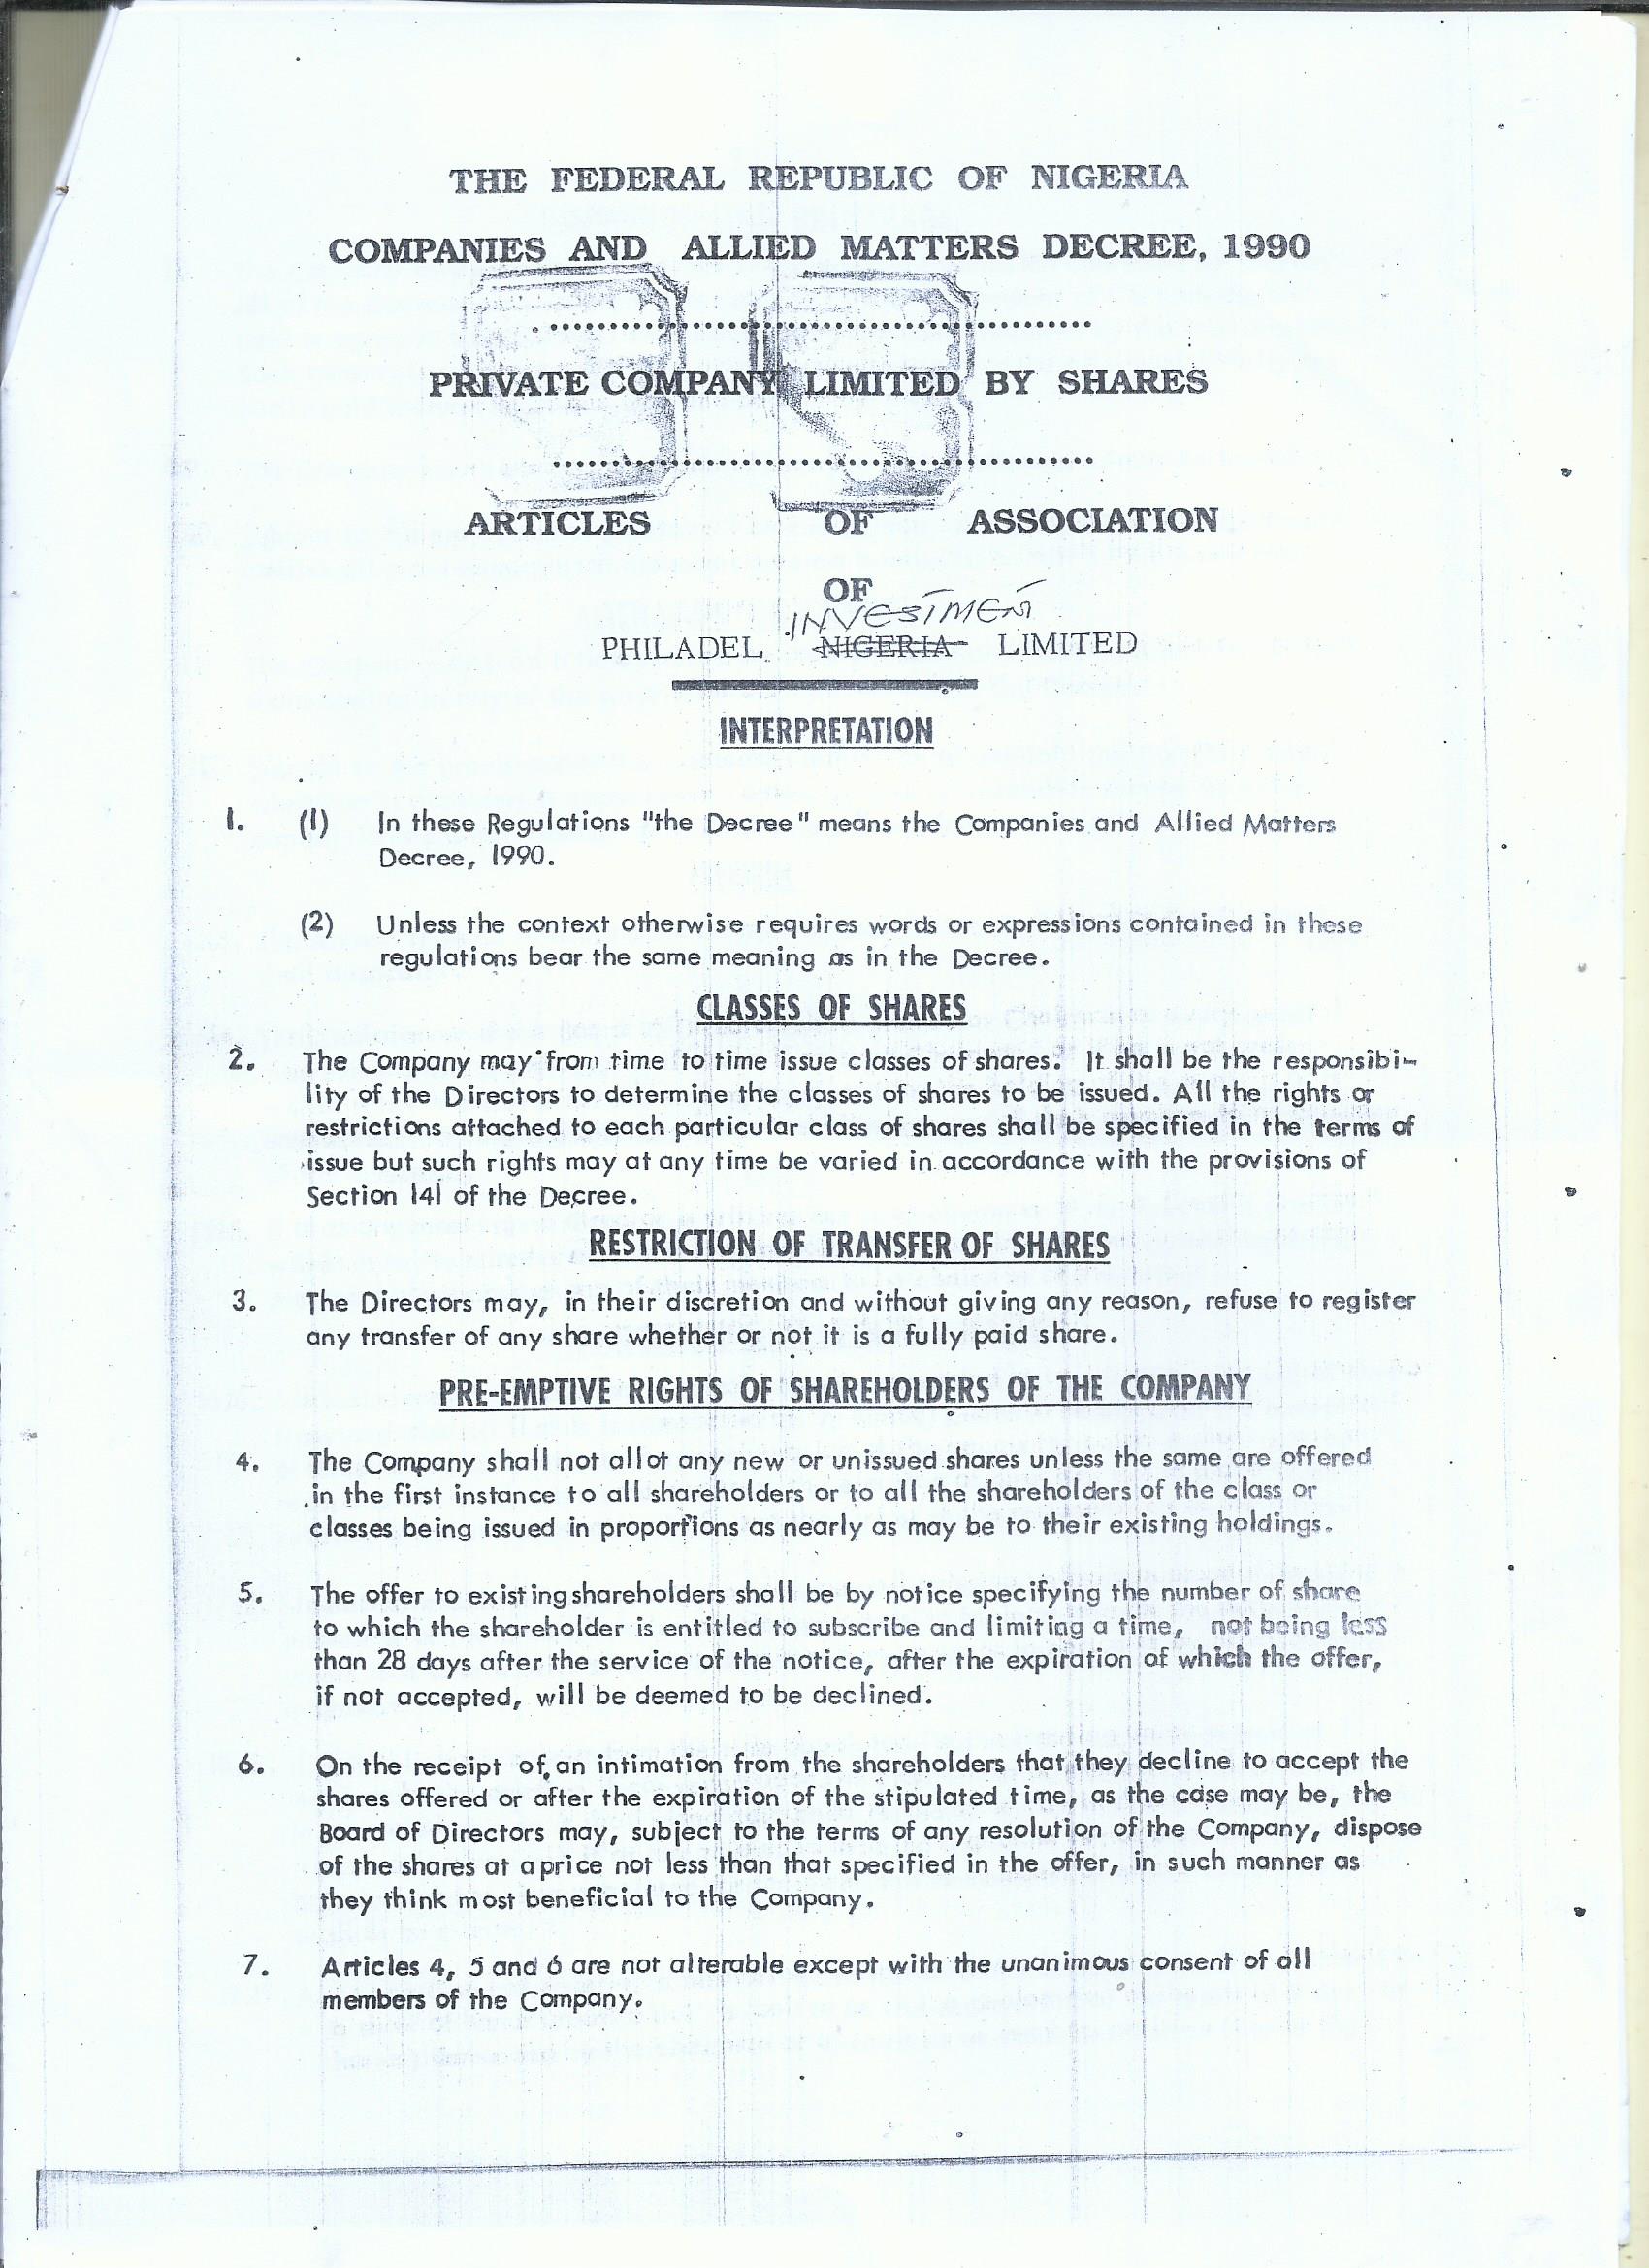 THE FEDERAL REPUBLIC OF NIGERIA
COMPANIES AND ALLIED MATTERS DECREE, 1990
PRIVATE COMPANY LIMITED BY SHARES
ARTICLES OF ASSOCIATION
OF
INVESTMENT
PHILADEL NIGERIA LIMITED
INTERPRETATION
1. (1) In these Regulations "the Decree" means the Companies and Allied Matters
Decree, 1990.
(2) Unless the context otherwise requires words or expressions contained in these
regulations bear the same meaning as in the Decree.
CLASSES OF SHARES
2. The Company may from time to time issue classes of shares. It shall be the responsibi-
lity of the Directors to determine the classes of shares to be issued. All the rights or
restrictions attached to each particular class of shares shall be specified in the terms of
issue but such rights may at any time be varied in accordance with the provisions of
Section 141 of the Decree.
RESTRICTION OF TRANSFER OF SHARES
3. The Directors may, in their discretion and without giving any reason, refuse to register
any transfer of any share whether or not it is a fully paid share.
PRE-EMPTIVE RIGHTS OF SHAREHOLDERS OF THE COMPANY
4. The Company shall not allot any new or unissued shares unless the same are offered
in the first instance to all shareholders or to all the shareholders of the class or
classes being issued in proportions as nearly as may be to their existing holdings.
5. The offer to existing shareholders shall be by notice specifying the number of share
to which the shareholder is entitled to subscribe and limiting a time, not being less
than 28 days after the service of the notice, after the expiration of which the offer,
if not accepted, will be deemed to be declined.
6. On the receipt of an intimation from the shareholders that they decline to accept the
shares offered or after the expiration of the stipulated time, as the case may be, the
Board of Directors may, subject to the terms of any resolution of the Company, dispose
of the shares at a price not less than that specified in the offer, in such manner as
they think most beneficial to the Company.
7. Articles 4, 5 and 6 are not alterable except with the unanimous consent of all
members of the Company.